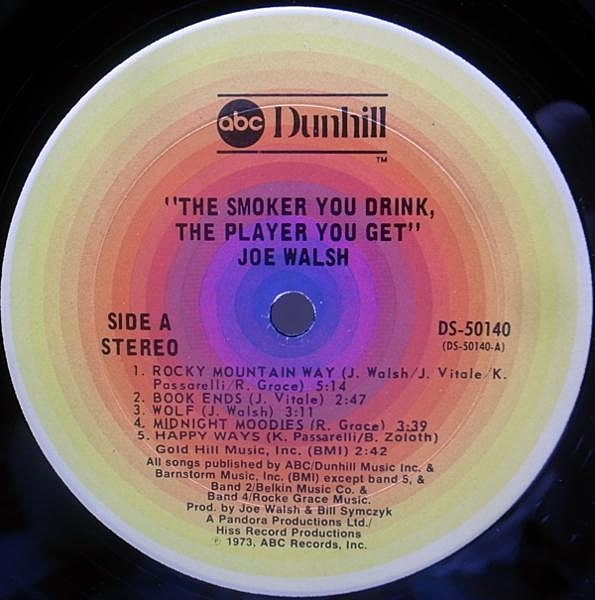 abc Dunhill
TM
"THE SMOKER YOU DRINK,
THE PLAYER YOU GET"
JOE WALSH
SIDE A
STEREO
DS-50140
(DS-50140-A)
1. ROCKY MOUNTAIN WAY (J. Walsh/J. Vitale/K.
Passarelli/R. Grace) 5:14
2. BOOK ENDS (J. Vitale) 2:47
3. WOLF (J. Walsh) 3:11
4. MIDNIGHT MOODIES (R. Grace) 3:39
5. HAPPY WAYS (K. Passarelli/B. Zoloth)
Gold Hill Music, Inc. (BMI) 2:42
All songs published by ABC/Dunhill Music Inc. &
Barnstorm Music, Inc. (BMI) except band 5, &
Band 2/Belkin Music Co. &
Band 4/Rocke Grace Music.
Prod. by Joe Walsh & Bill Symczyk
A Pandora Productions Ltd./
Hiss Record Productions
℗ 1973, ABC Records, Inc.